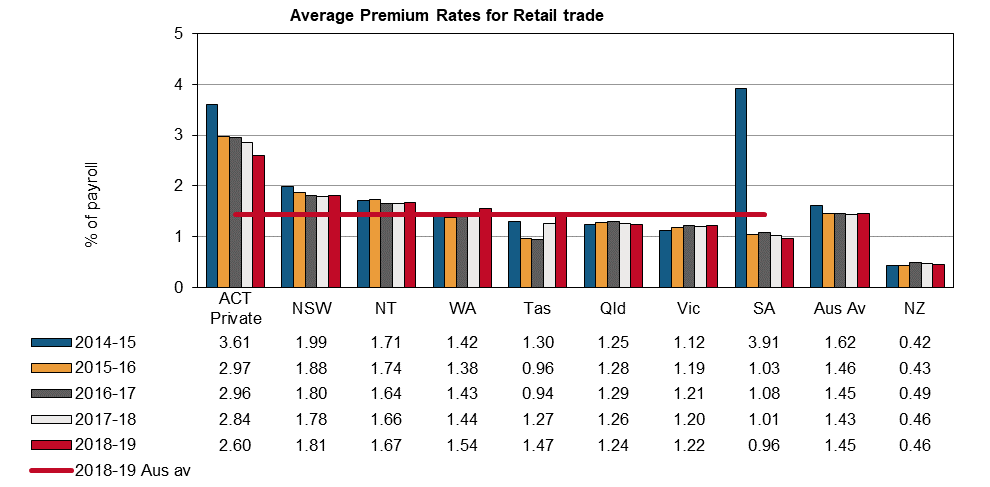 Average Premium Rates for Retail trade
5
4
3
2
1
0
% of payroll
ACT Private NSW NT WA Tas Qld Vic SA Aus Av NZ
2014-15 3.61 1.99 1.71 1.42 1.30 1.25 1.12 3.91 1.62 0.42
2015-16 2.97 1.88 1.74 1.38 0.96 1.28 1.19 1.03 1.46 0.43
2016-17 2.96 1.80 1.64 1.43 0.94 1.29 1.21 1.08 1.45 0.49
2017-18 2.84 1.78 1.66 1.44 1.27 1.26 1.20 1.01 1.43 0.46
2018-19 2.60 1.81 1.67 1.54 1.47 1.24 1.22 0.96 1.45 0.46
2018-19 Aus av